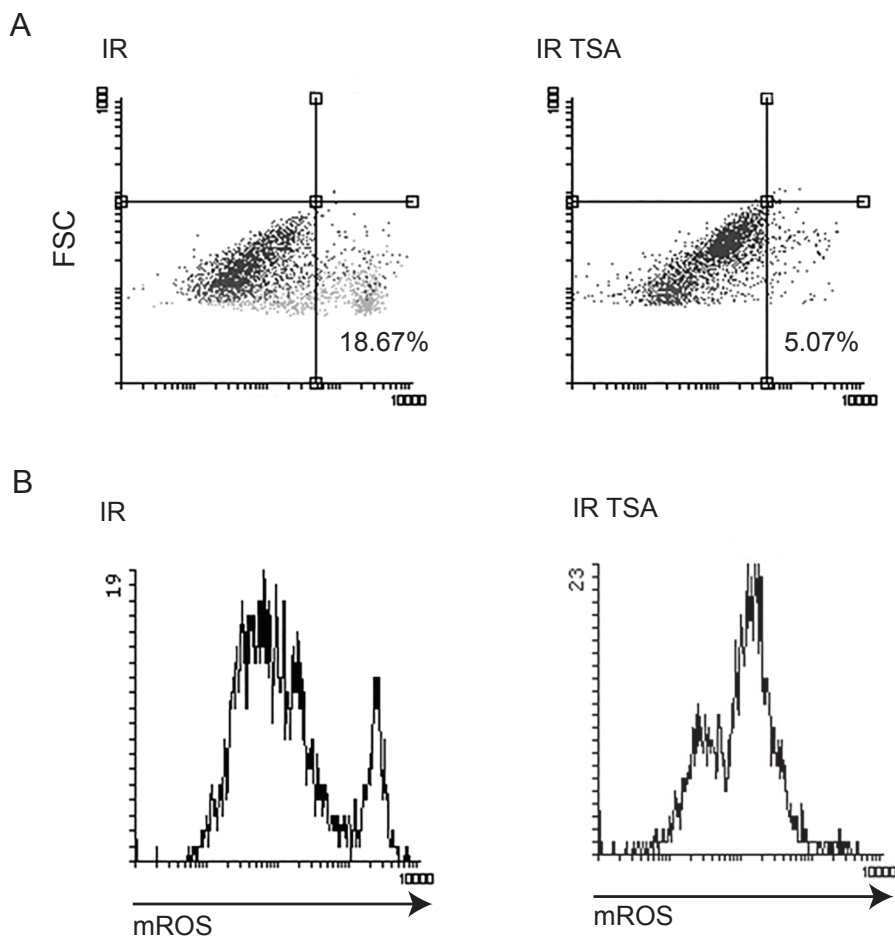 A
IR
IR TSA
FSC
18.67%
5.07%
10000
10000
B
IR
IR TSA
19
23
10000
10000
mROS
mROS